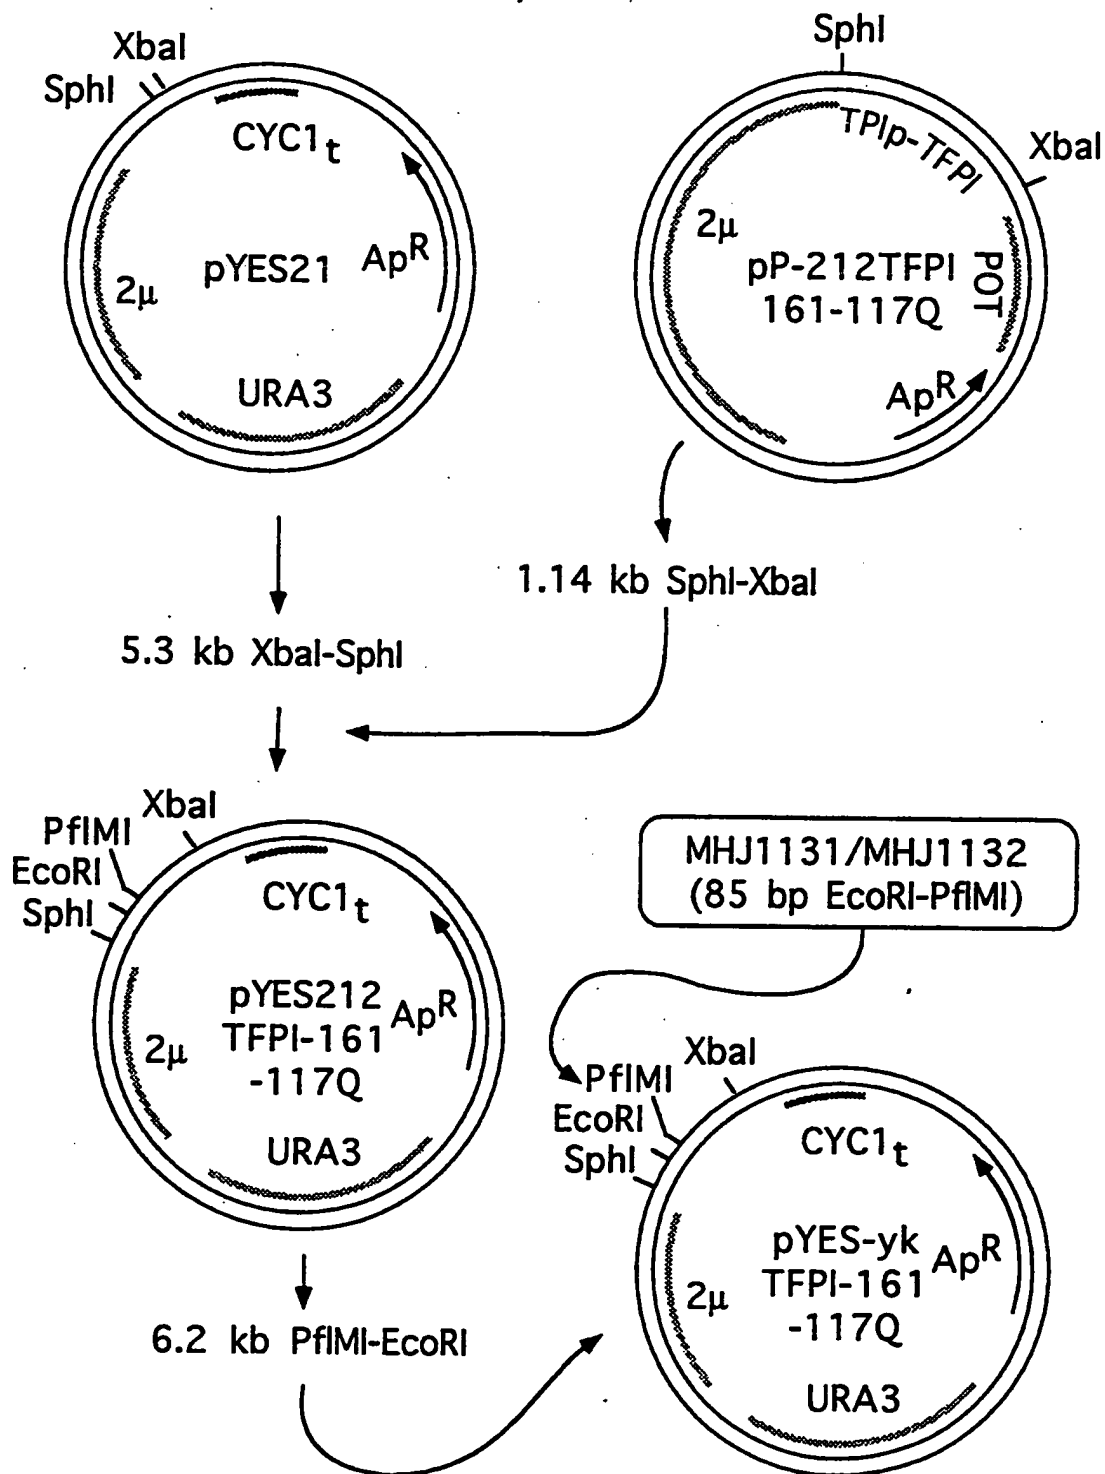 XbaI
SphI
CYC1t
ApR
2μ
pYES21
URA3
SphI
TPIp-TFPI
XbaI
2μ
pP-212TFPI
161-117Q
POT
ApR
1.14 kb SphI-XbaI
5.3 kb XbaI-SphI
XbaI
PflMI
EcoRI
SphI
CYC1t
pYES212
TFPI-161
-117Q
ApR
2μ
URA3
MHJ1131/MHJ1132
(85 bp EcoRI-PflMI)
XbaI
PflMI
EcoRI
SphI
CYC1t
pYES-yk
TFPI-161
-117Q
ApR
2μ
URA3
6.2 kb PflMI-EcoRI